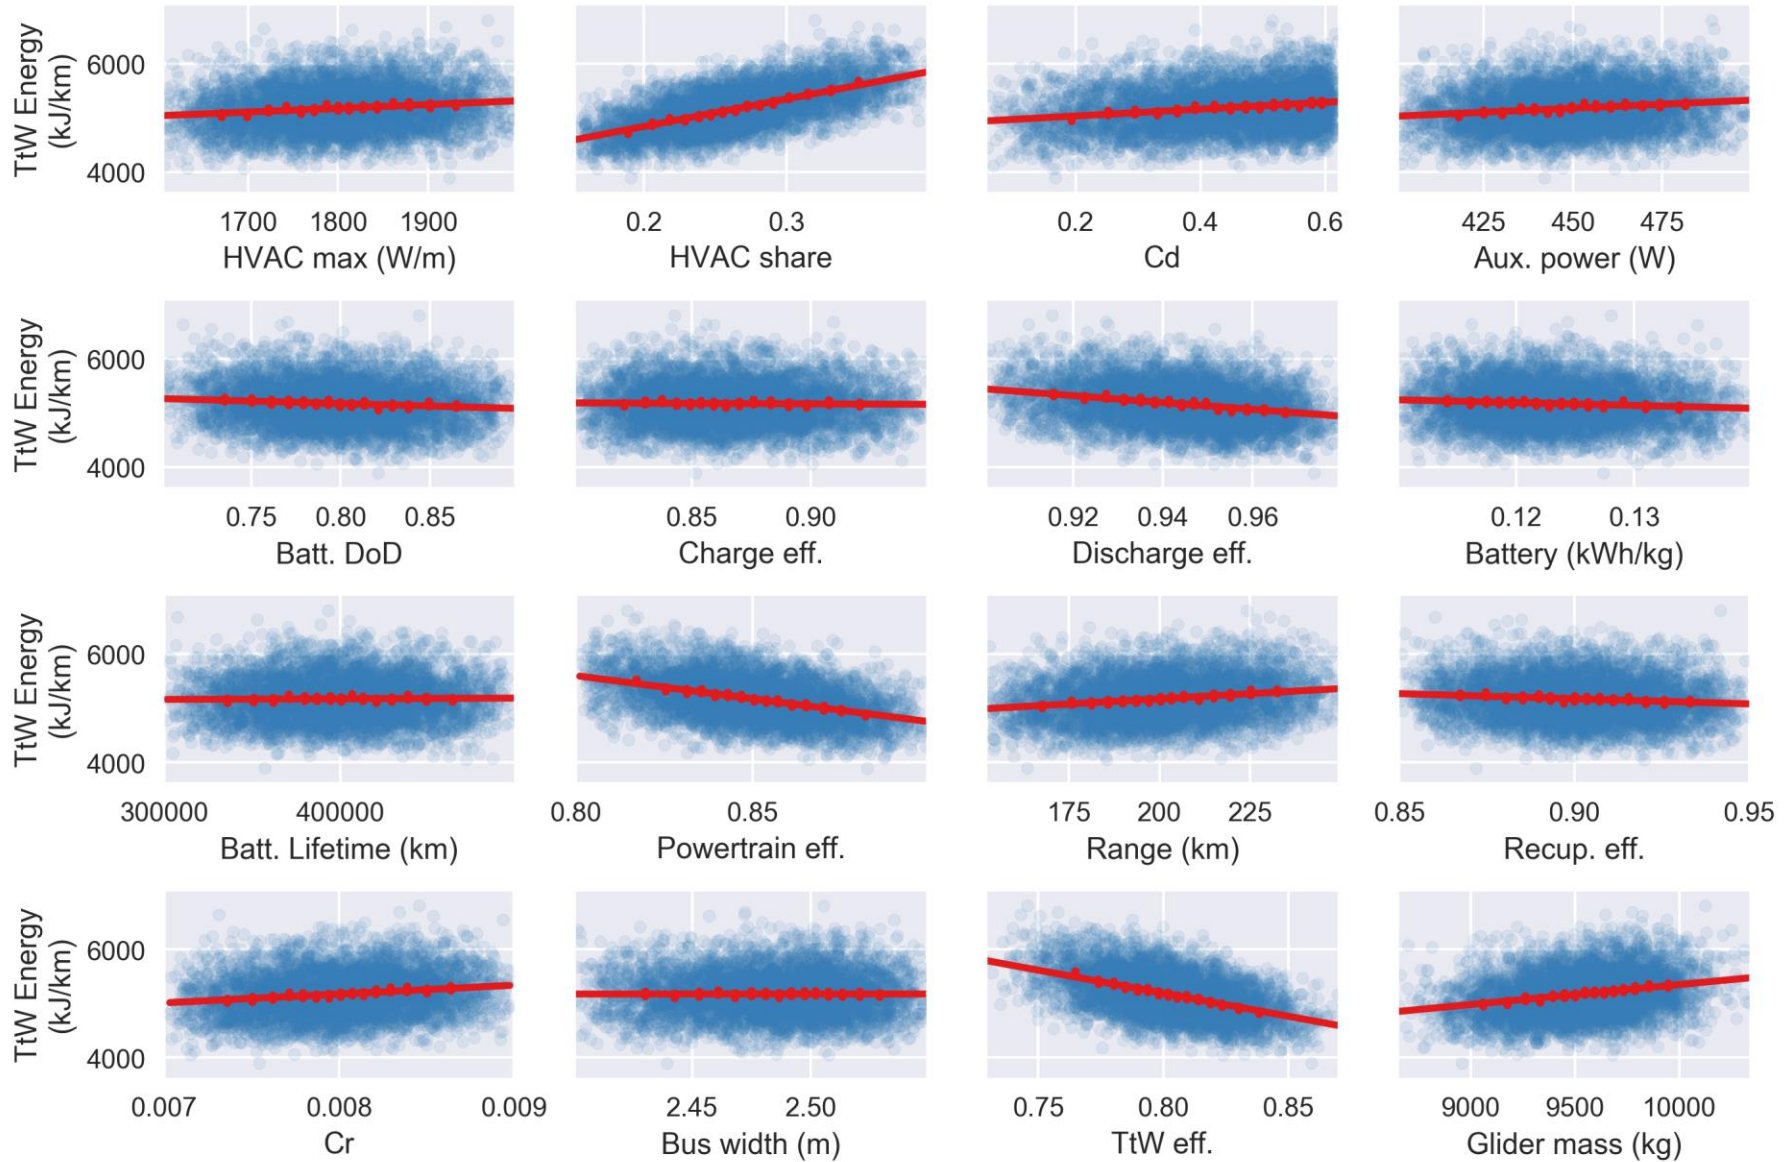 TtW Energy
(kJ/km)
6000
4000
1700 1800 1900
HVAC max (W/m)
0.2 0.3
HVAC share
0.2 0.4 0.6
Cd
425 450 475
Aux. power (W)
TtW Energy
(kJ/km)
6000
4000
0.75 0.80 0.85
Batt. DoD
0.85 0.90
Charge eff.
0.92 0.94 0.96
Discharge eff.
0.12 0.13
Battery (kWh/kg)
TtW Energy
(kJ/km)
6000
4000
300000 400000
Batt. Lifetime (km)
0.80 0.85
Powertrain eff.
175 200 225
Range (km)
0.85 0.90 0.95
Recup. eff.
TtW Energy
(kJ/km)
6000
4000
0.007 0.008 0.009
Cr
2.45 2.50
Bus width (m)
0.75 0.80 0.85
TtW eff.
9000 9500 10000
Glider mass (kg)